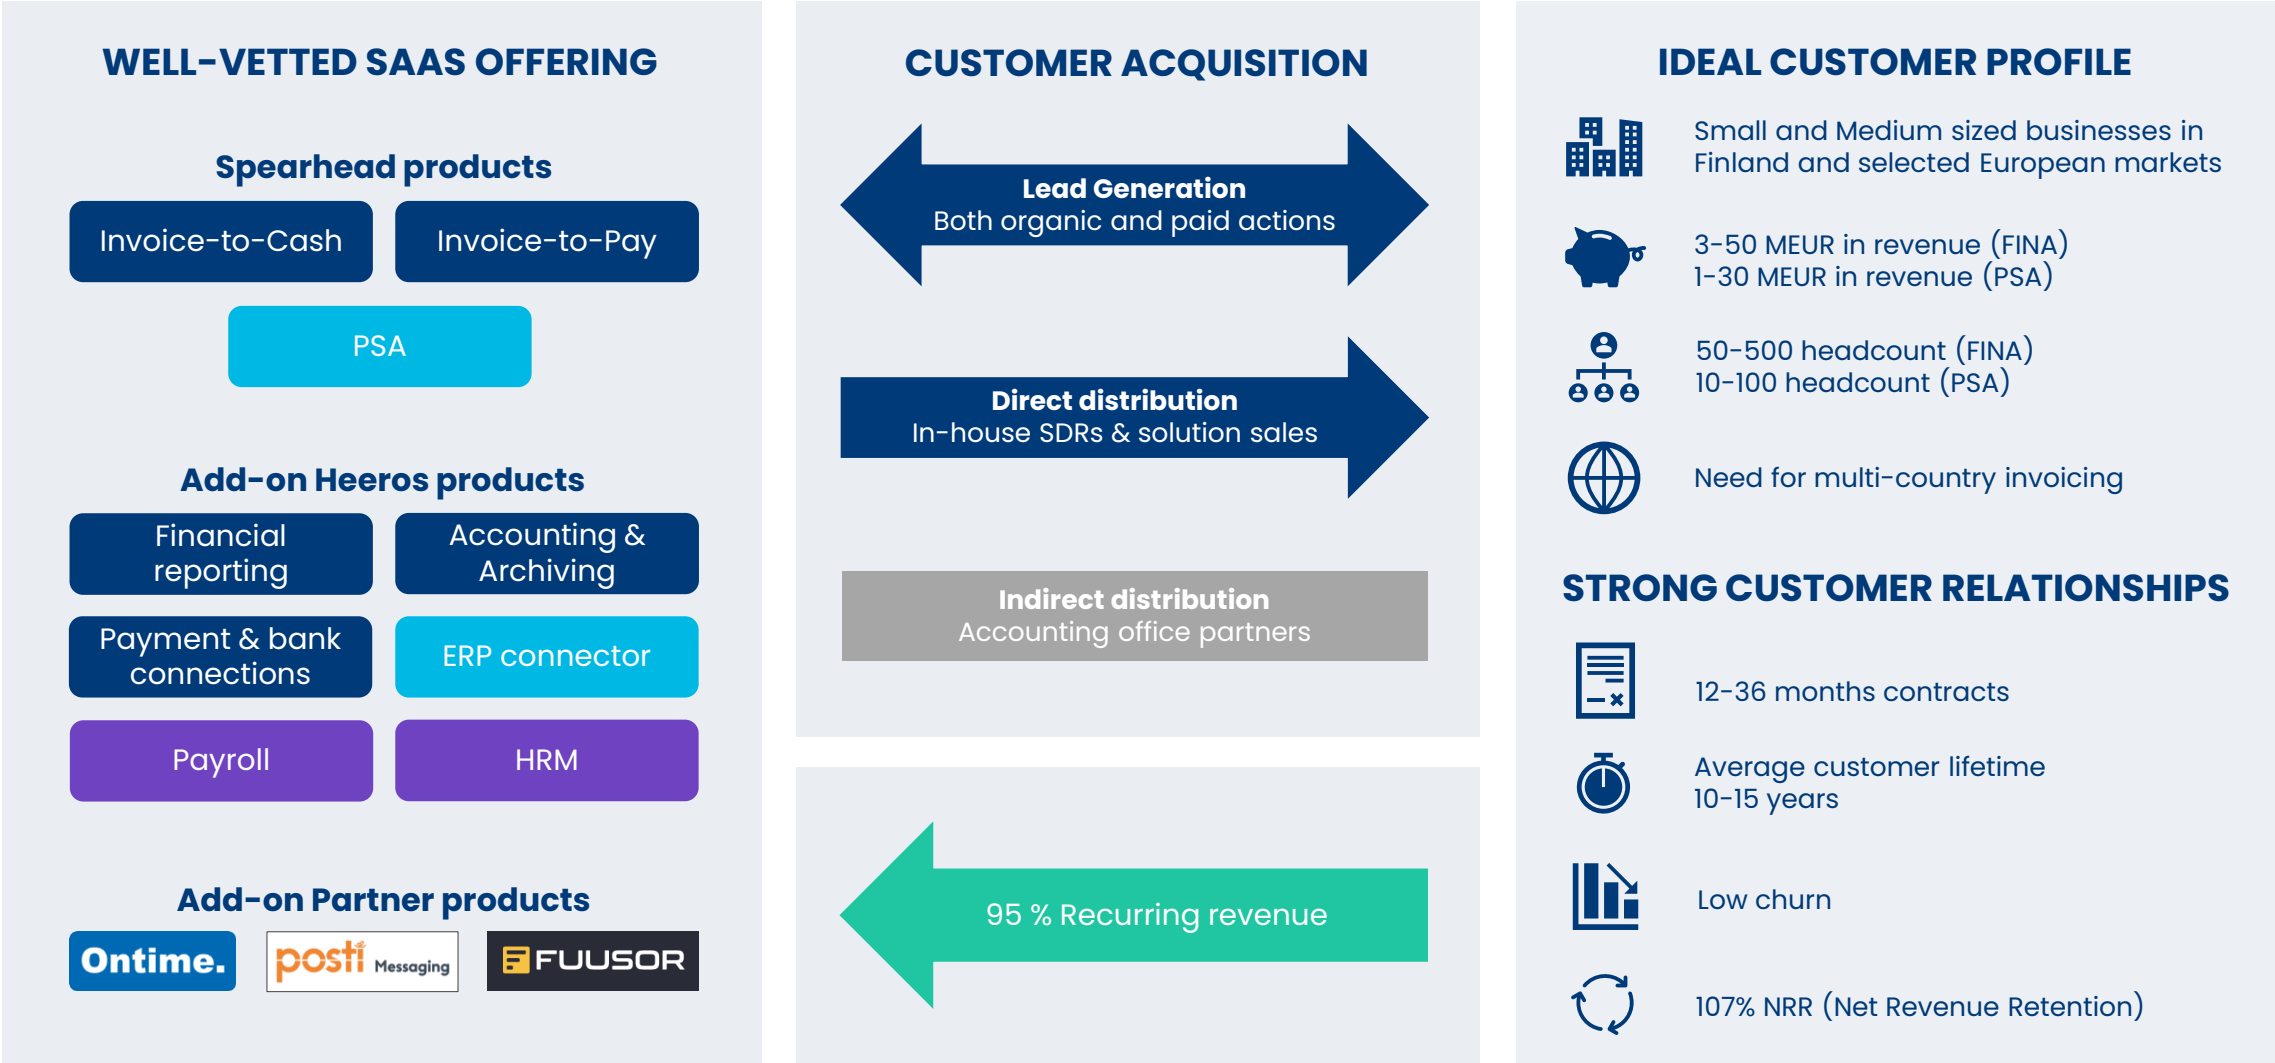 WELL-VETTED SAAS OFFERING
Spearhead products
Invoice-to-Cash
Invoice-to-Pay
PSA
Add-on Heeros products
Financial
reporting
Accounting &
Archiving
Payment & bank
connections
ERP connector
Payroll
HRM
Add-on Partner products
Ontime.
posti Messaging
FUUSOR
CUSTOMER ACQUISITION
Lead Generation
Both organic and paid actions
Direct distribution
In-house SDRs & solution sales
Indirect distribution
Accounting office partners
95 % Recurring revenue
IDEAL CUSTOMER PROFILE
Small and Medium sized businesses in
Finland and selected European markets
3-50 MEUR in revenue (FINA)
1-30 MEUR in revenue (PSA)
50-500 headcount (FINA)
10-100 headcount (PSA)
Need for multi-country invoicing
STRONG CUSTOMER RELATIONSHIPS
12-36 months contracts
Average customer lifetime
10-15 years
Low churn
107% NRR (Net Revenue Retention)